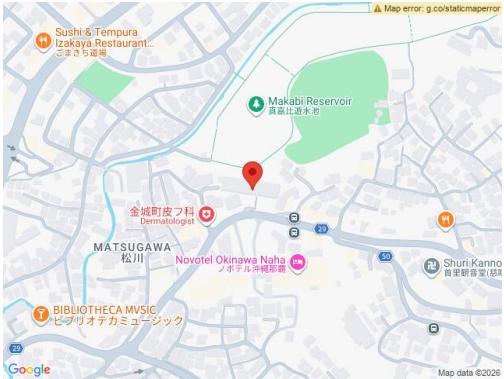 Map error: g.co/staticmaperror
Sushi & Tempura
Izakaya Restaurant...
ごまきち道場
Makabi Reservoir
真嘉比遊水池
金城町皮フ科
Dermatologist
29
MATSUGAWA
松川
Novotel Okinawa Naha
ノボテル沖縄那覇
50
Shuri Kanno
首里観音堂(慈眼
BIBLIOTHECA MVSIC
ビブリオテカミュージック
29
Google
Map data ©2026